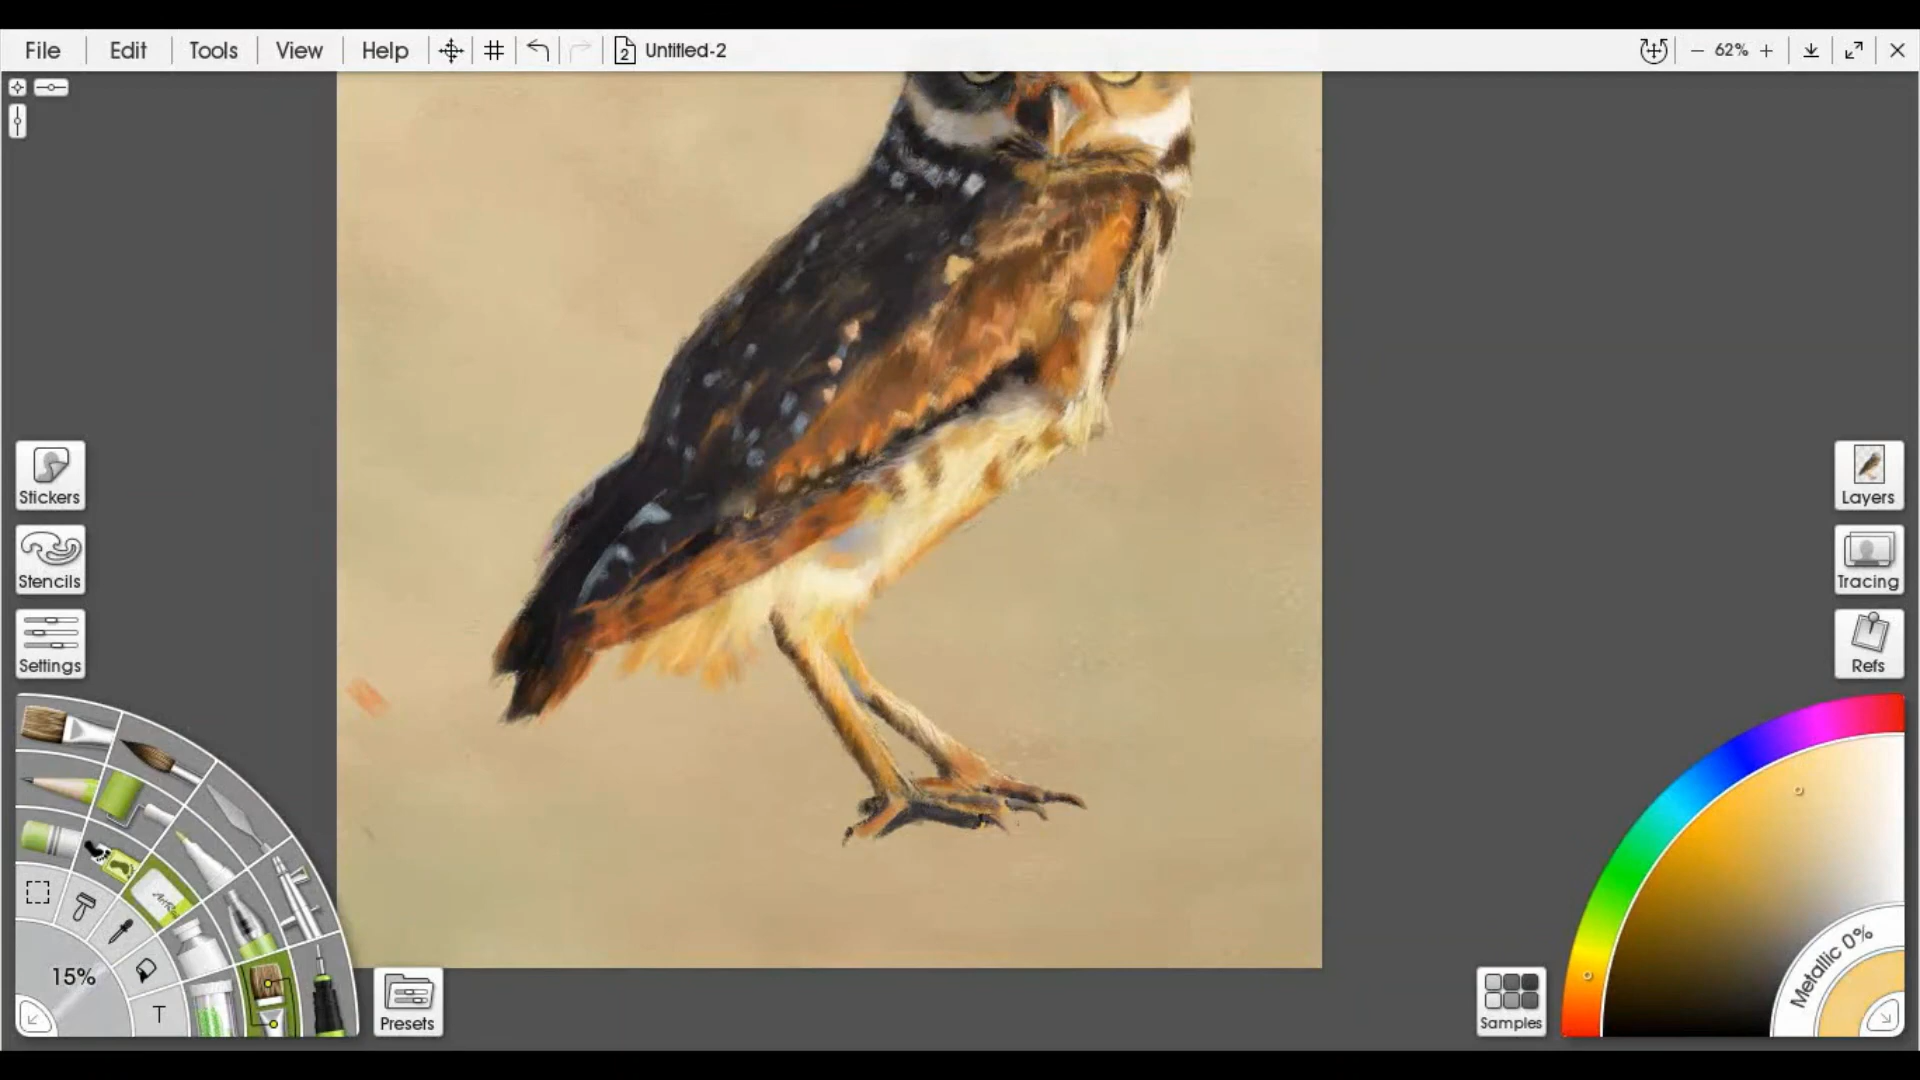 File Edit Tools View Help 2 Untitled-2 62%
Stickers
Stencils
Settings
Layers
Tracing
Refs
15%
T
Presets
Samples
Metallic 0%